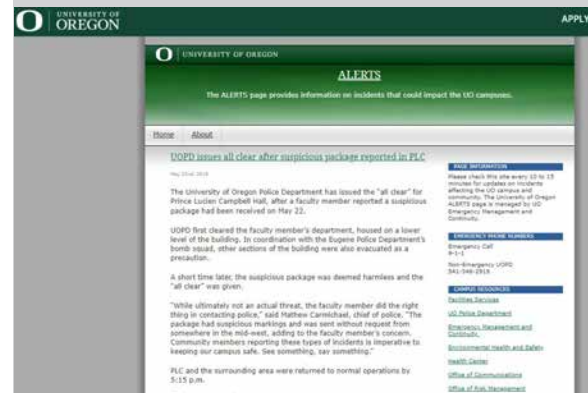 UNIVERSITY OF
OREGON
APPLY
UNIVERSITY OF OREGON
ALERTS
The ALERTS page provides information on incidents that could impact the UO campuses.
Home About
UOPD issues all clear after suspicious package reported in PLC
The University of Oregon Police Department has issued the "all clear" for
Prince Lucien Campbell Hall, after a faculty member reported a suspicious
package had been received on May 22.
UOPD first cleared the faculty member's department, housed on a lower
level of the building. In coordination with the Eugene Police Department's
bomb squad, other sections of the building were also evacuated as a
precaution.
A short time later, the suspicious package was deemed harmless and the
"all clear" was given.
"While ultimately not an actual threat, the faculty member did the right
thing in contacting police," said Mathew Carmichael, chief of police. "The
package had suspicious markings and was sent without request from
somewhere in the mid-west, adding to the faculty member's concern.
Community members reporting these types of incidents is imperative to
keeping our campus safe. See something, say something."
PLC and the surrounding area were returned to normal operations by
5:15 p.m.
PAGE INFORMATION
Please check this site every 10 to 15
minutes for updates on incidents
affecting the UO campus and
community. The University of Oregon
ALERTS page is managed by UO
Emergency Management and
Continuity.
EMERGENCY PHONE NUMBERS
Emergency Call
9-1-1
Non-Emergency UOPD
541-346-2919
CAMPUS RESOURCES
Facilities Services
UO Police Department
Emergency Management and
Continuity
Environmental Health and Safety
Health Center
Office of Communications
Office of Risk Management